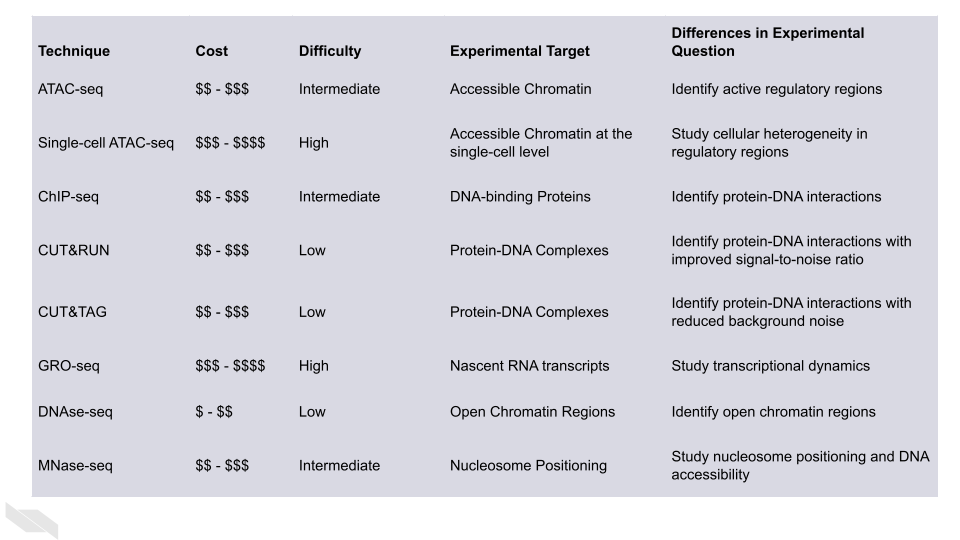 Technique Cost Difficulty Experimental Target Differences in Experimental
Question
ATAC-seq $$ - $$$ Intermediate Accessible Chromatin Identify active regulatory regions
Single-cell ATAC-seq $$$ - $$$$ High Accessible Chromatin at the
single-cell level Study cellular heterogeneity in
regulatory regions
ChIP-seq $$ - $$$ Intermediate DNA-binding Proteins Identify protein-DNA interactions
CUT&RUN $$ - $$$ Low Protein-DNA Complexes Identify protein-DNA interactions with
improved signal-to-noise ratio
CUT&TAG $$ - $$$ Low Protein-DNA Complexes Identify protein-DNA interactions with
reduced background noise
GRO-seq $$$ - $$$$ High Nascent RNA transcripts Study transcriptional dynamics
DNAse-seq $ - $$ Low Open Chromatin Regions Identify open chromatin regions
MNase-seq $$ - $$$ Intermediate Nucleosome Positioning Study nucleosome positioning and DNA
accessibility